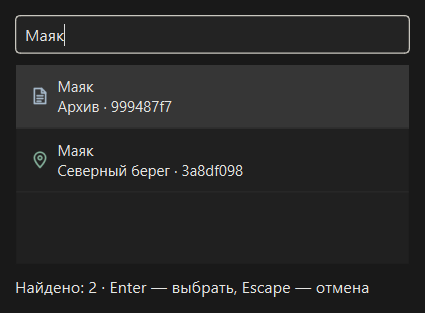 Маяк
Маяк
Архив · 999487f7
Маяк
Северный берег · 3a8df098
Найдено: 2 · Enter — выбрать, Escape — отмена